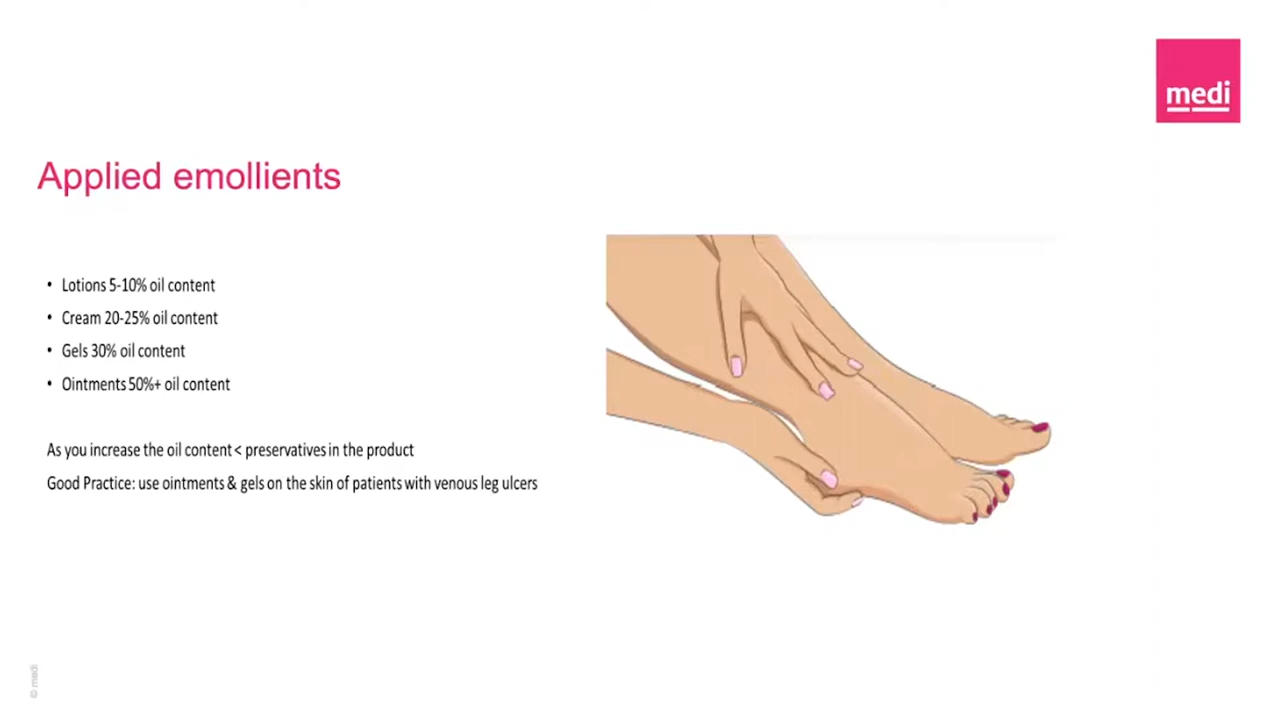 medi
Applied emollients
• Lotions 5-10% oil content
• Cream 20-25% oil content
• Gels 30% oil content
• Ointments 50%+ oil content
As you increase the oil content < preservatives in the product
Good Practice: use ointments & gels on the skin of patients with venous leg ulcers
© medi